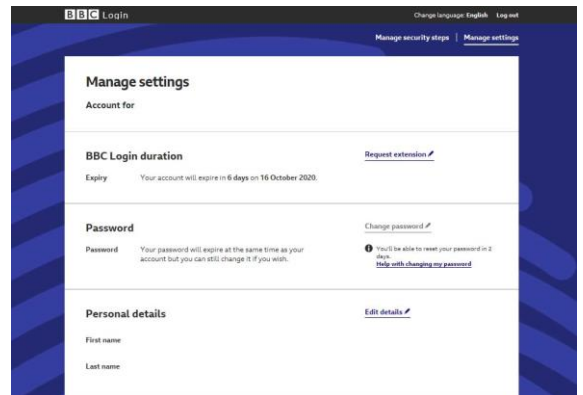 BBC Login
Change language: English Log out
Manage security steps | Manage settings
Manage settings
Account for
BBC Login duration
Request extension
Expiry Your account will expire in 6 days on 16 October 2020.
Password
Change password
Password Your password will expire at the same time as your
account but you can still change it if you wish.
You'll be able to reset your password in 2
days.
Help with changing my password
Personal details
Edit details
First name
Last name